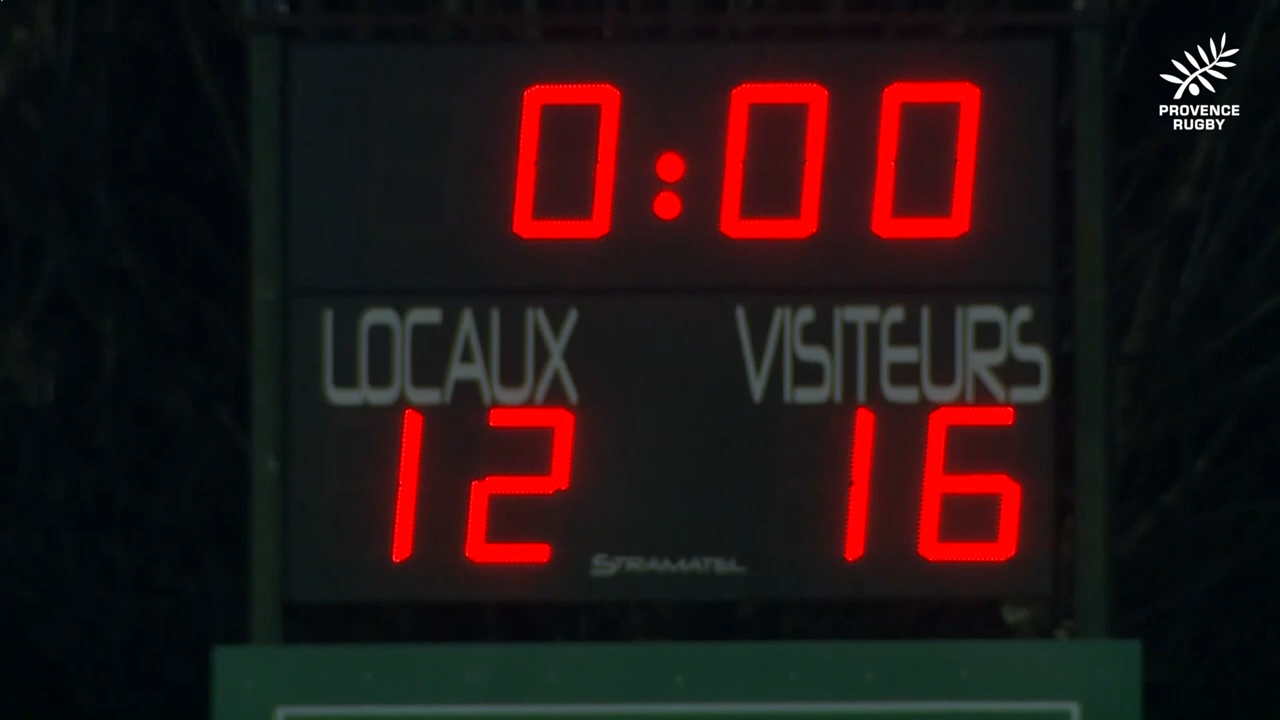 PROVENCE
RUGBY
0:00
LOCAUX VISITEURS
12 16
STRAMATEL